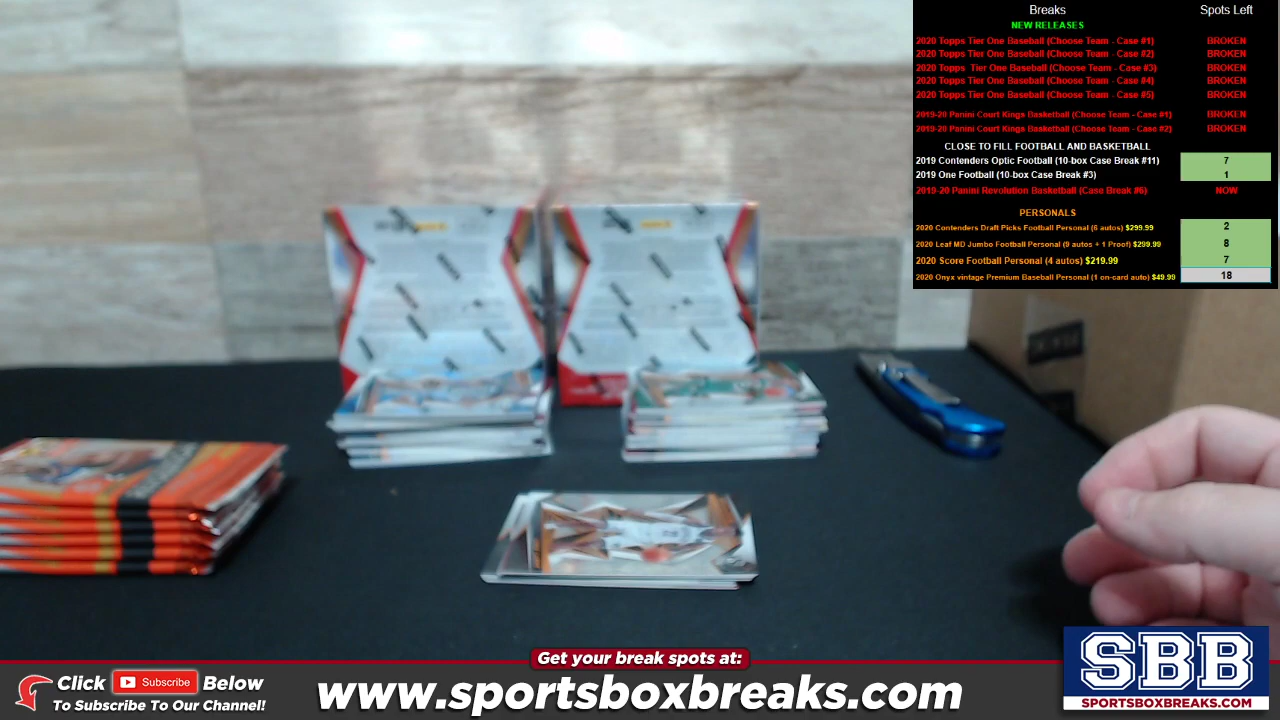 Breaks Spots Left
NEW RELEASES
2020 Topps Tier One Baseball (Choose Team - Case #1) BROKEN
2020 Topps Tier One Baseball (Choose Team - Case #2) BROKEN
2020 Topps Tier One Baseball (Choose Team - Case #3) BROKEN
2020 Topps Tier One Baseball (Choose Team - Case #4) BROKEN
2020 Topps Tier One Baseball (Choose Team - Case #5) BROKEN
2019-20 Panini Court Kings Basketball (Choose Team - Case #1) BROKEN
2019-20 Panini Court Kings Basketball (Choose Team - Case #2) BROKEN
CLOSE TO FILL FOOTBALL AND BASKETBALL
2019 Contenders Optic Football (10-box Case Break #11) 7
2019 One Football (10-box Case Break #3) 1
2019-20 Panini Revolution Basketball (Case Break #6) NOW
PERSONALS
2020 Contenders Draft Picks Football Personal (6 autos) $299.99 2
2020 Leaf MD Jumbo Football Personal (9 autos + 1 Proof) $299.99 8
2020 Score Football Personal (4 autos) $219.99 7
2020 Onyx vintage Premium Baseball Personal (1 on-card auto) $49.99 18
Get your break spots at:
www.sportsboxbreaks.com
Click Subscribe Below
To Subscribe To Our Channel!
SBB
SPORTSBOXBREAKS.COM